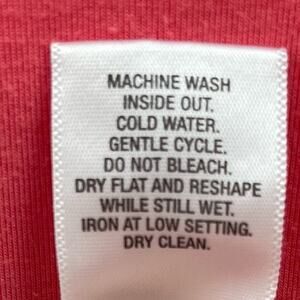 MACHINE WASH
INSIDE OUT.
COLD WATER.
GENTLE CYCLE.
DO NOT BLEACH.
DRY FLAT AND RESHAPE
WHILE STILL WET.
IRON AT LOW SETTING.
DRY CLEAN.